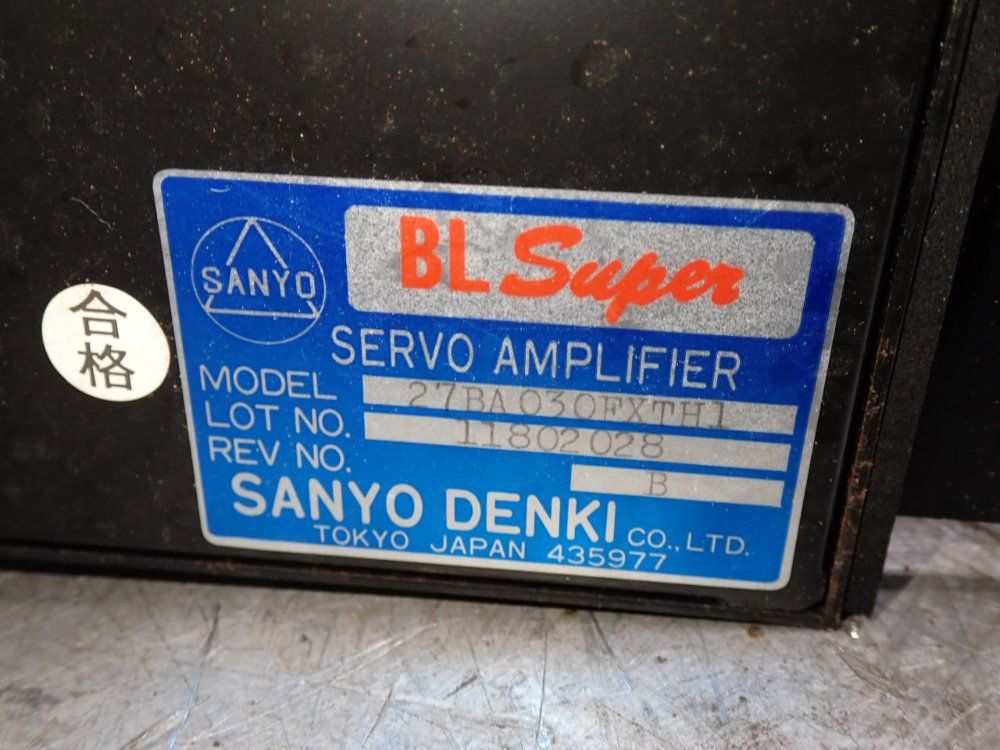 SANYO
BL Super
SERVO AMPLIFIER
MODEL 27BA030FXTH1
LOT NO. 11802028
REV NO. B
SANYO DENKI CO., LTD.
TOKYO JAPAN 435977
合格